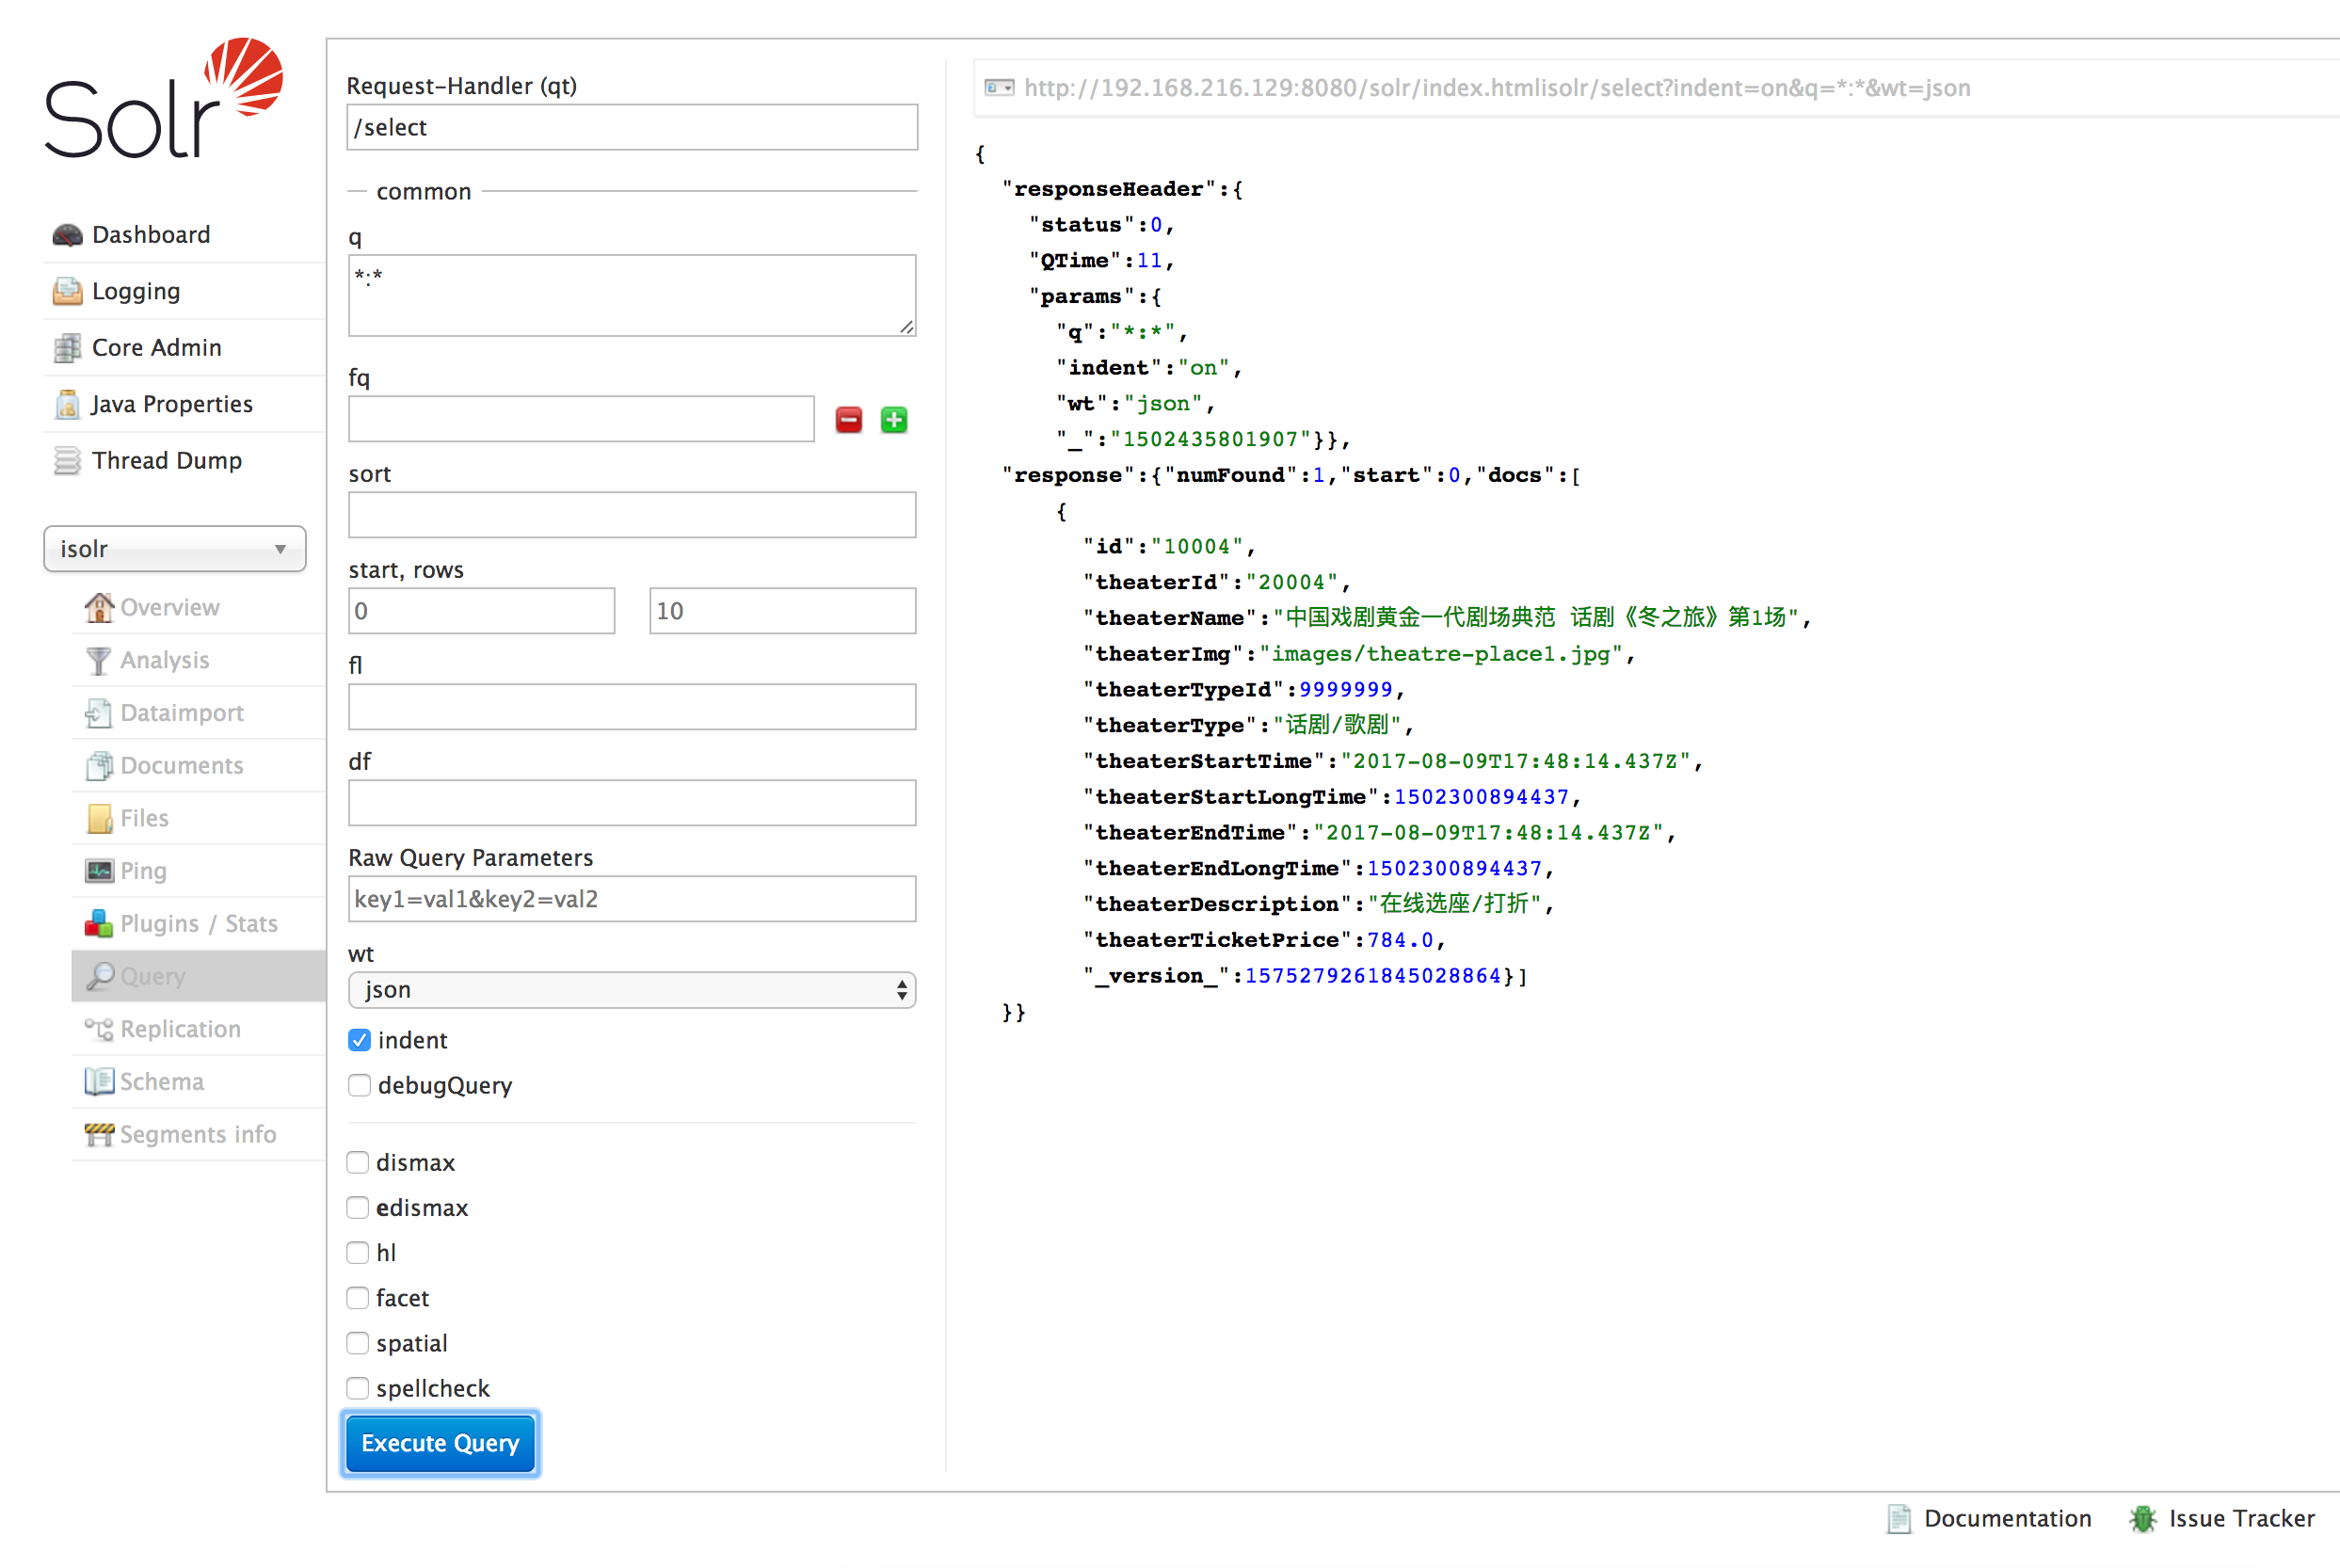 Solr
Dashboard
Logging
Core Admin
Java Properties
Thread Dump
isolr
Overview
Analysis
Dataimport
Documents
Files
Ping
Plugins / Stats
Query
Replication
Schema
Segments info
Request-Handler (qt)
/select
common
q
*:*
fq
sort
start, rows
0 10
fl
df
Raw Query Parameters
key1=val1&key2=val2
wt
json
indent
debugQuery
dismax
edismax
hl
facet
spatial
spellcheck
Execute Query
http://192.168.216.129:8080/solr/index.htmlisolr/select?indent=on&q=*:*&wt=json
{
"responseHeader":{
"status":0,
"QTime":11,
"params":{
"q":"*:*",
"indent":"on",
"wt":"json",
"_":"1502435801907"}},
"response":{"numFound":1,"start":0,"docs":[
{
"id":"10004",
"theaterId":"20004",
"theaterName":"中国戏剧黄金一代剧场典范 话剧《冬之旅》第1场",
"theaterImg":"images/theatre-place1.jpg",
"theaterTypeId":9999999,
"theaterType":"话剧/歌剧",
"theaterStartTime":"2017-08-09T17:48:14.437Z",
"theaterStartLongTime":1502300894437,
"theaterEndTime":"2017-08-09T17:48:14.437Z",
"theaterEndLongTime":1502300894437,
"theaterDescription":"在线选座/打折",
"theaterTicketPrice":784.0,
"_version_":1575279261845028864}]
}}
Documentation Issue Tracker